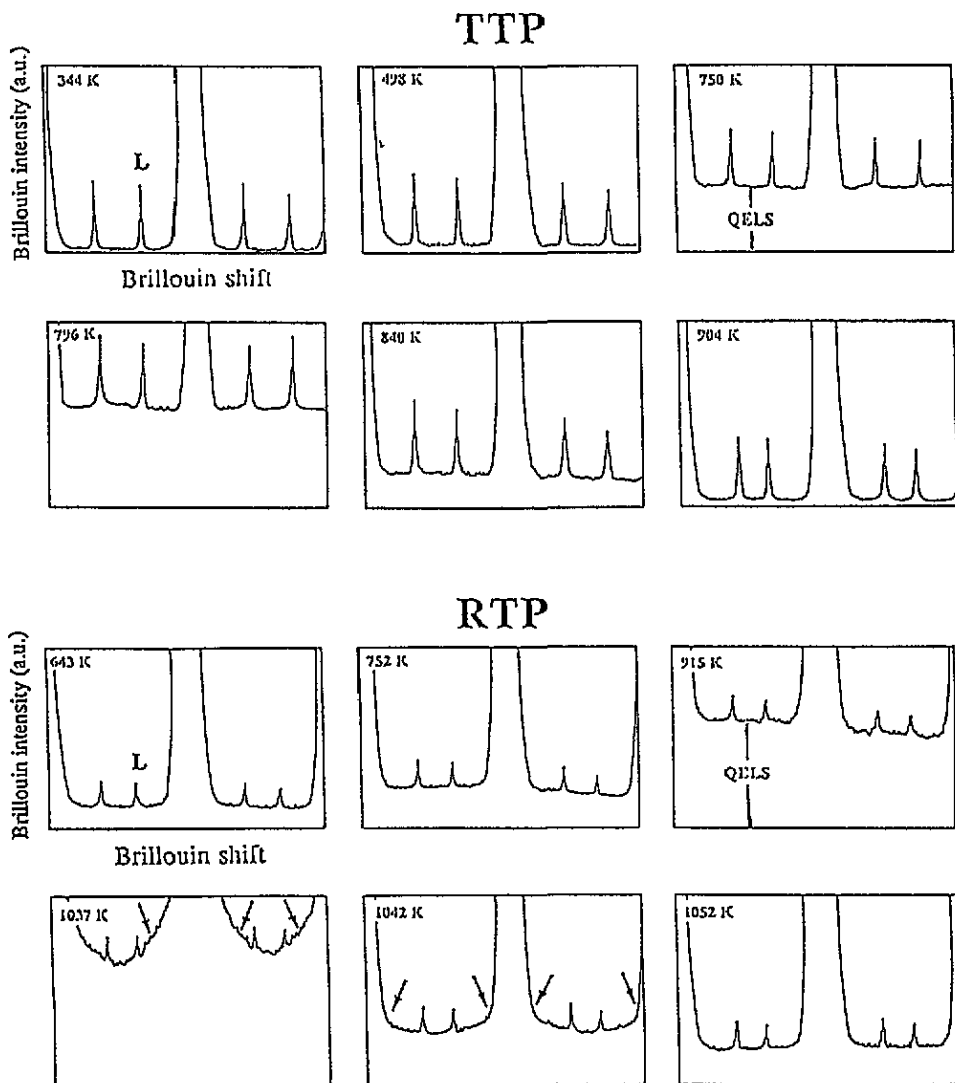 TTP
Brillouin intensity (a.u.)
344 K
L
498 K
750 K
QELS
Brillouin shift
796 K
840 K
904 K
RTP
Brillouin intensity (a.u.)
643 K
L
752 K
915 K
QELS
Brillouin shift
1037 K
1042 K
1052 K